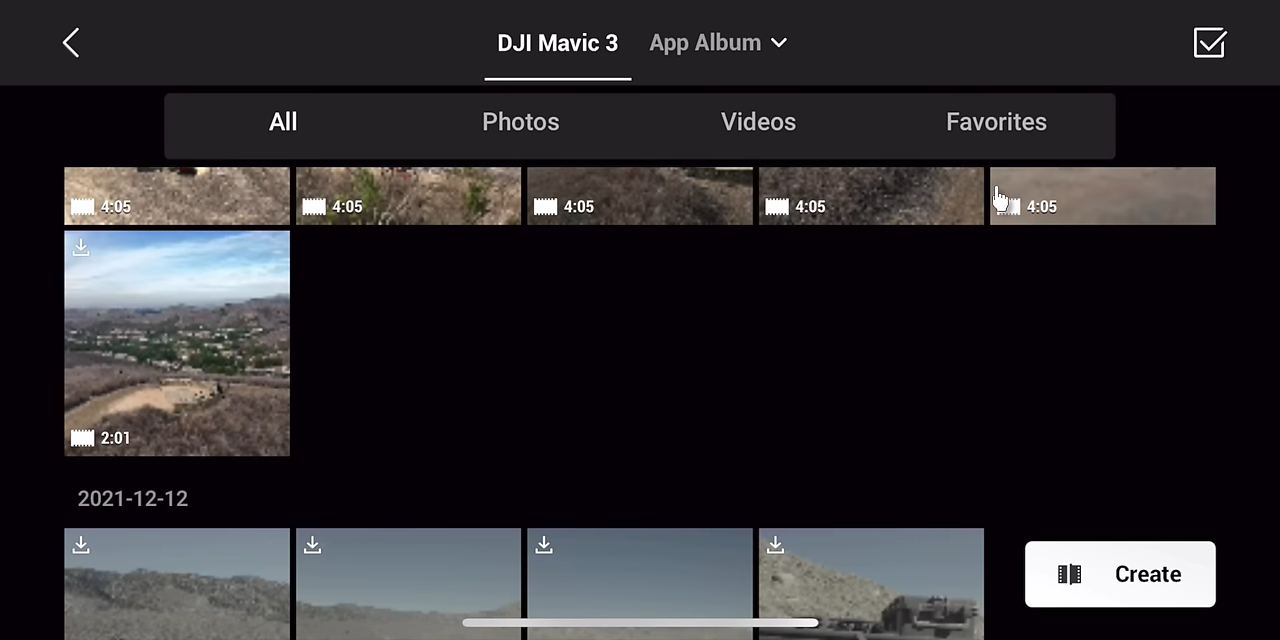 DJI Mavic 3 App Album
All Photos Videos Favorites
4:05 4:05 4:05 4:05 4:05
2:01
2021-12-12
Create